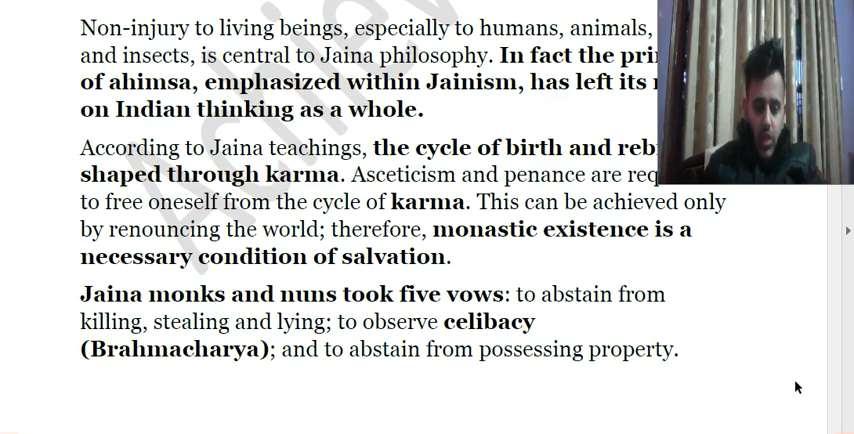 Non-injury to living beings, especially to humans, animals,
and insects, is central to Jaina philosophy. In fact the
of ahimsa, emphasized within Jainism, has left its
on Indian thinking as a whole.
According to Jaina teachings, the cycle of birth and
shaped through karma. Asceticism and penance are
to free oneself from the cycle of karma. This can be achieved only
by renouncing the world; therefore, monastic existence is a
necessary condition of salvation.
Jaina monks and nuns took five vows: to abstain from
killing, stealing and lying; to observe celibacy
(Brahmacharya); and to abstain from possessing property.